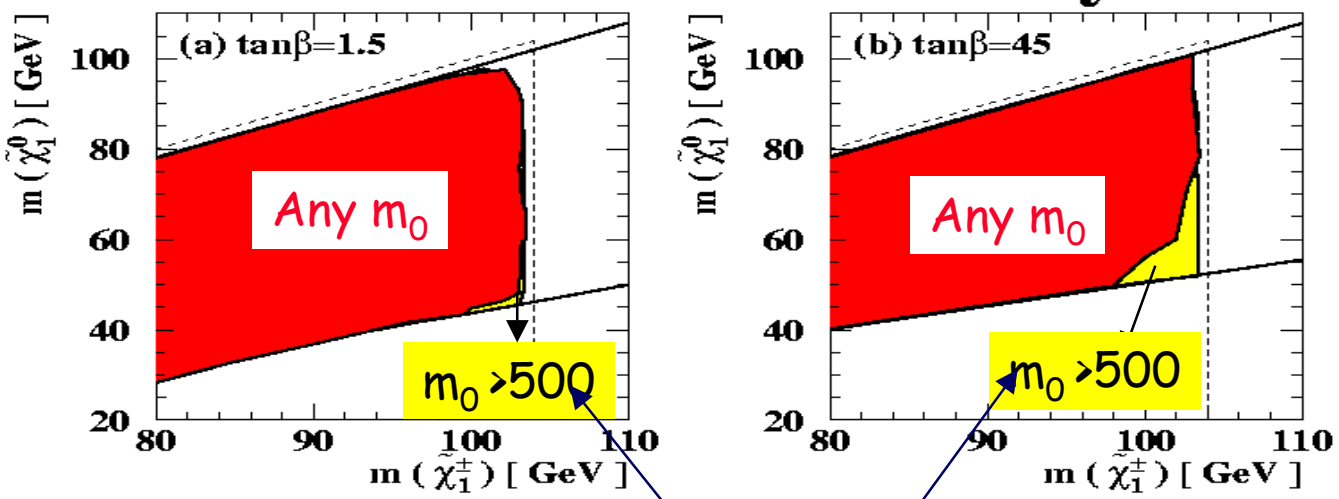 (a) tanβ=1.5
m ( χ̃₁⁰ ) [ GeV ]
100
80
60
40
20
Any m₀
m₀ >500
80 90 100 110
m ( χ̃₁± ) [ GeV ]
(b) tanβ=45
m ( χ̃₁⁰ ) [ GeV ]
100
80
60
40
20
Any m₀
m₀ >500
80 90 100 110
m ( χ̃₁± ) [ GeV ]